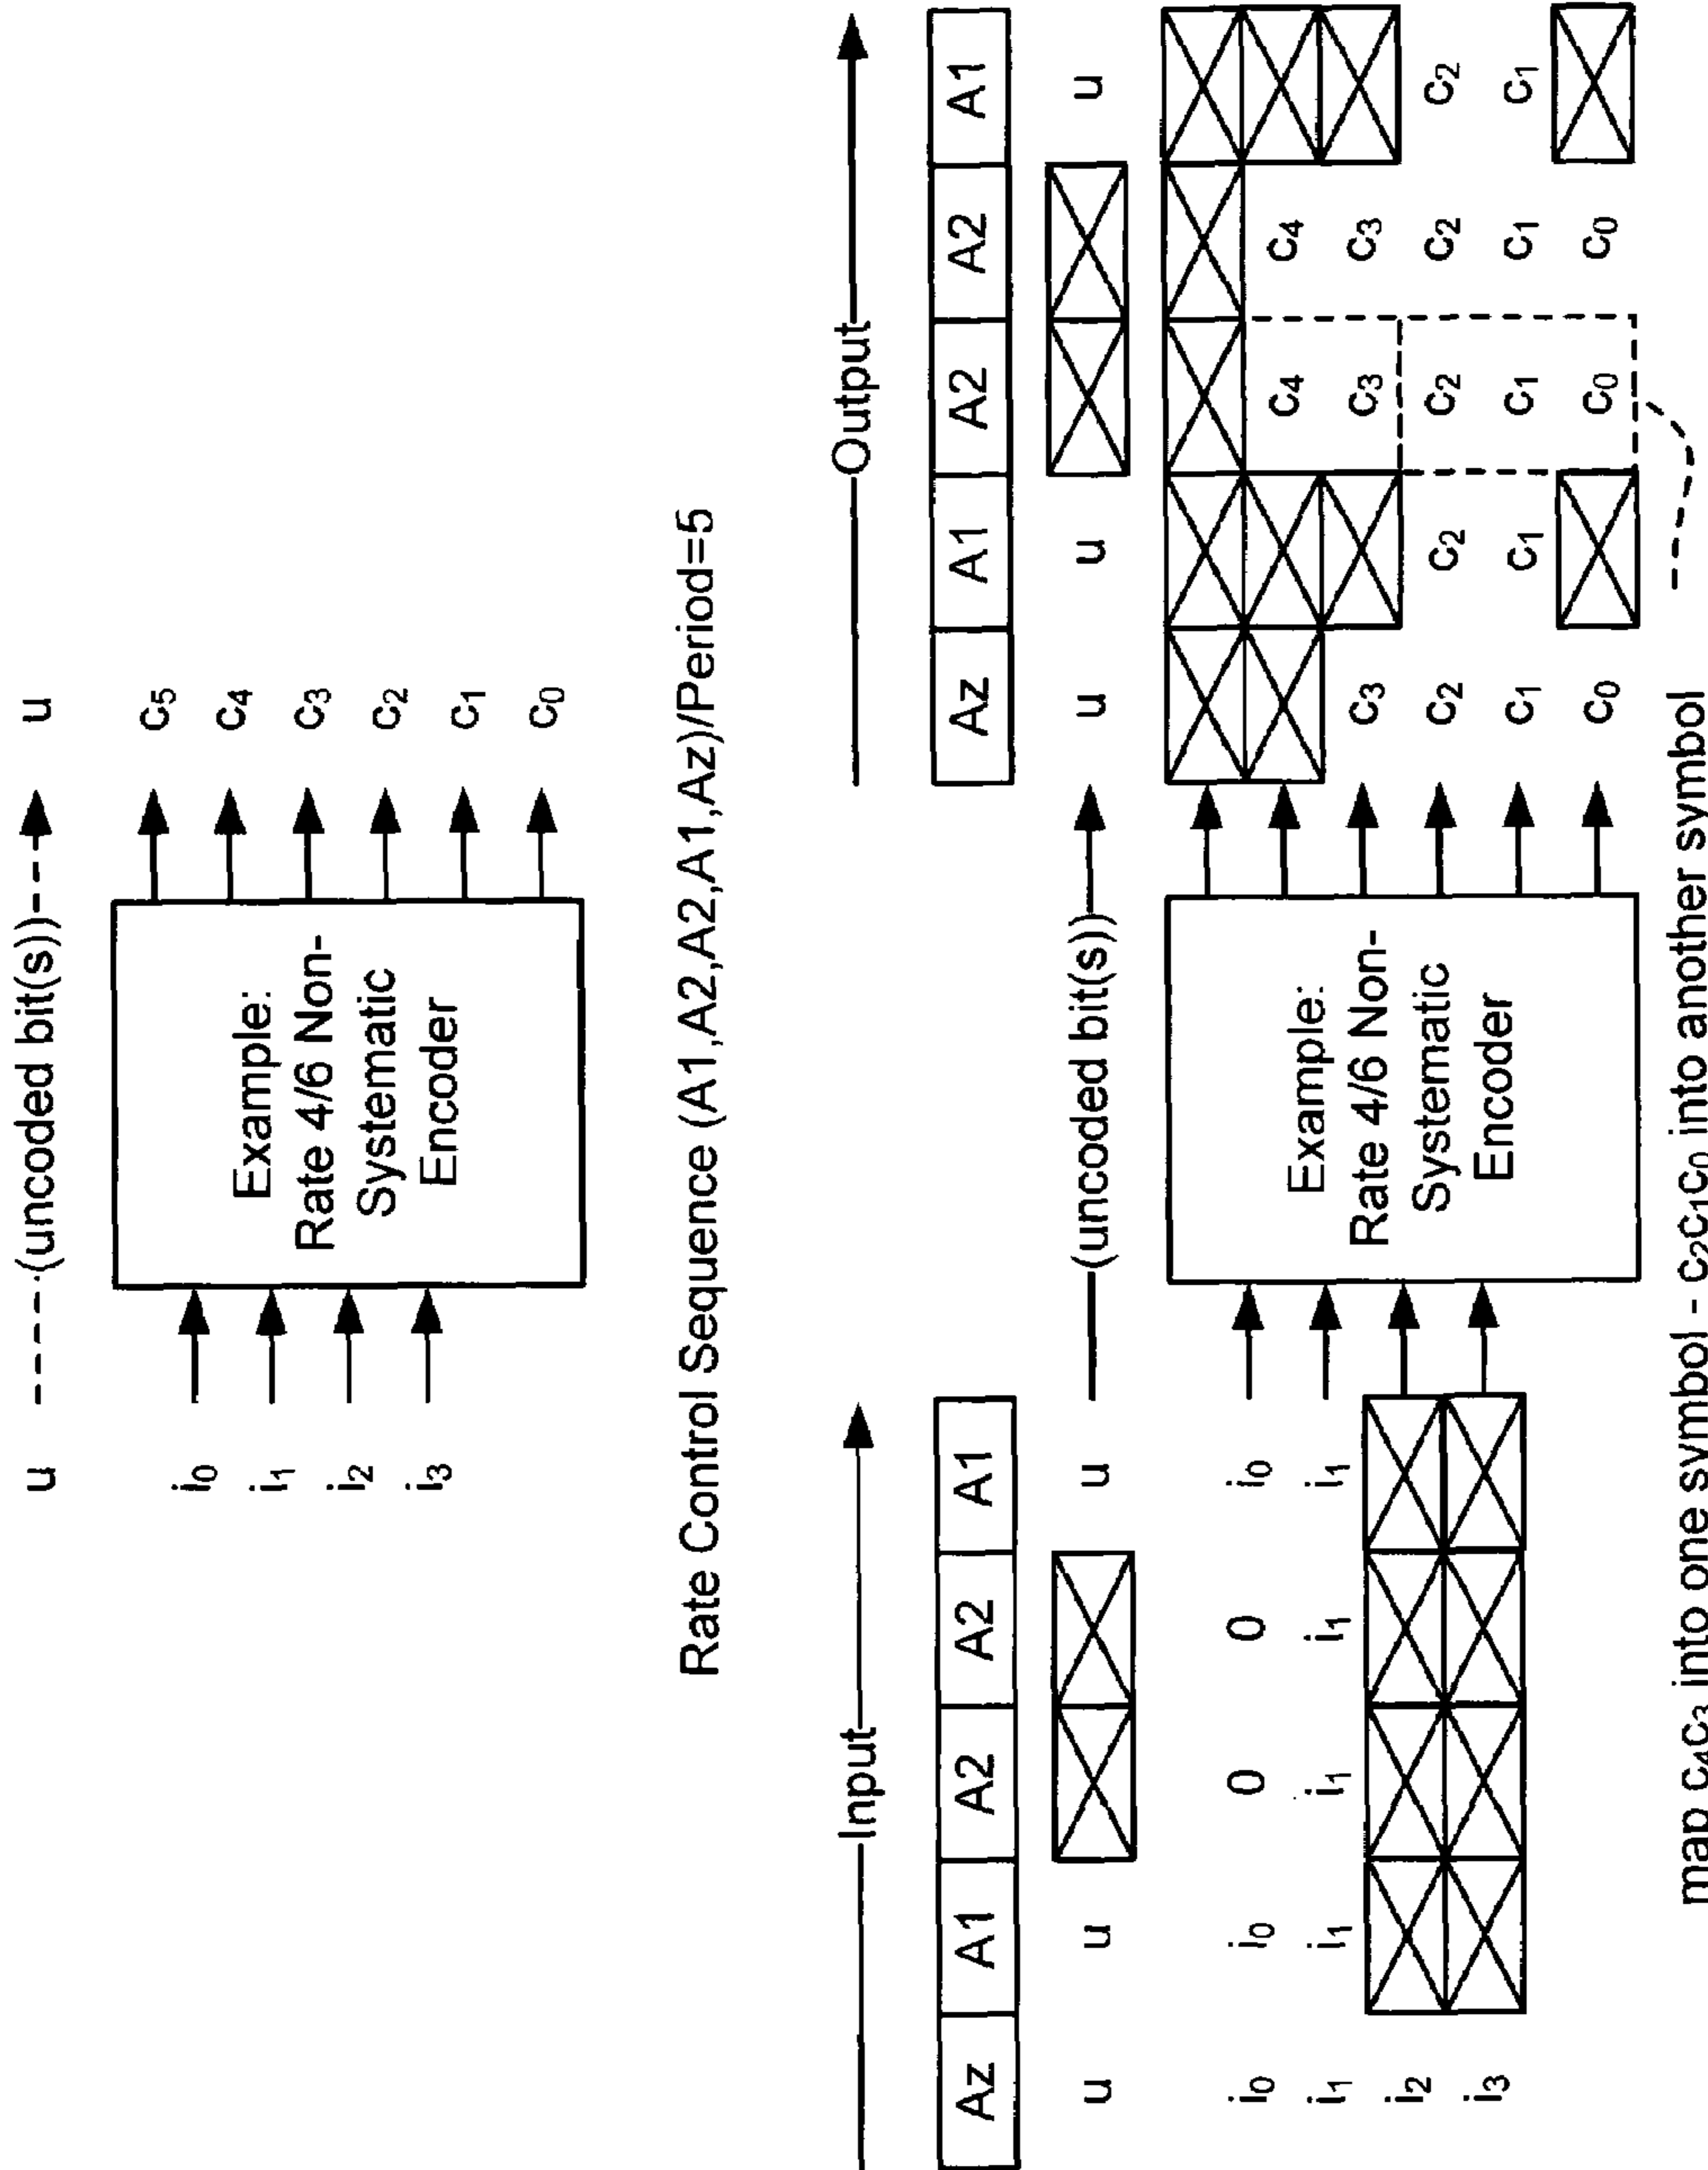 u (uncoded bit(s)) u
i₀ c₅
i₁ c₄
i₂ c₃
i₃ c₂
c₁
c₀
Example:
Rate 4/6 Non-
Systematic
Encoder
Rate Control Sequence (A1,A2,A2,A1,Az)/Period=5
Input Output
Az A1 A2 A2 A1 Az A1 A2 A2 A1
u u u (uncoded bit(s)) u u u
i₀ i₀ 0 0 i₀
i₁ i₁ i₁ i₁ i₁
i₂
i₃
Example:
Rate 4/6 Non-
Systematic
Encoder
c₄ c₄
c₃ c₃ c₃
c₂ c₂ c₂ c₂ c₂
c₁ c₁ c₁ c₁ c₁
c₀ c₀ c₀
map c₄c₃ into one symbol - c₂c₁c₀ into another symbol